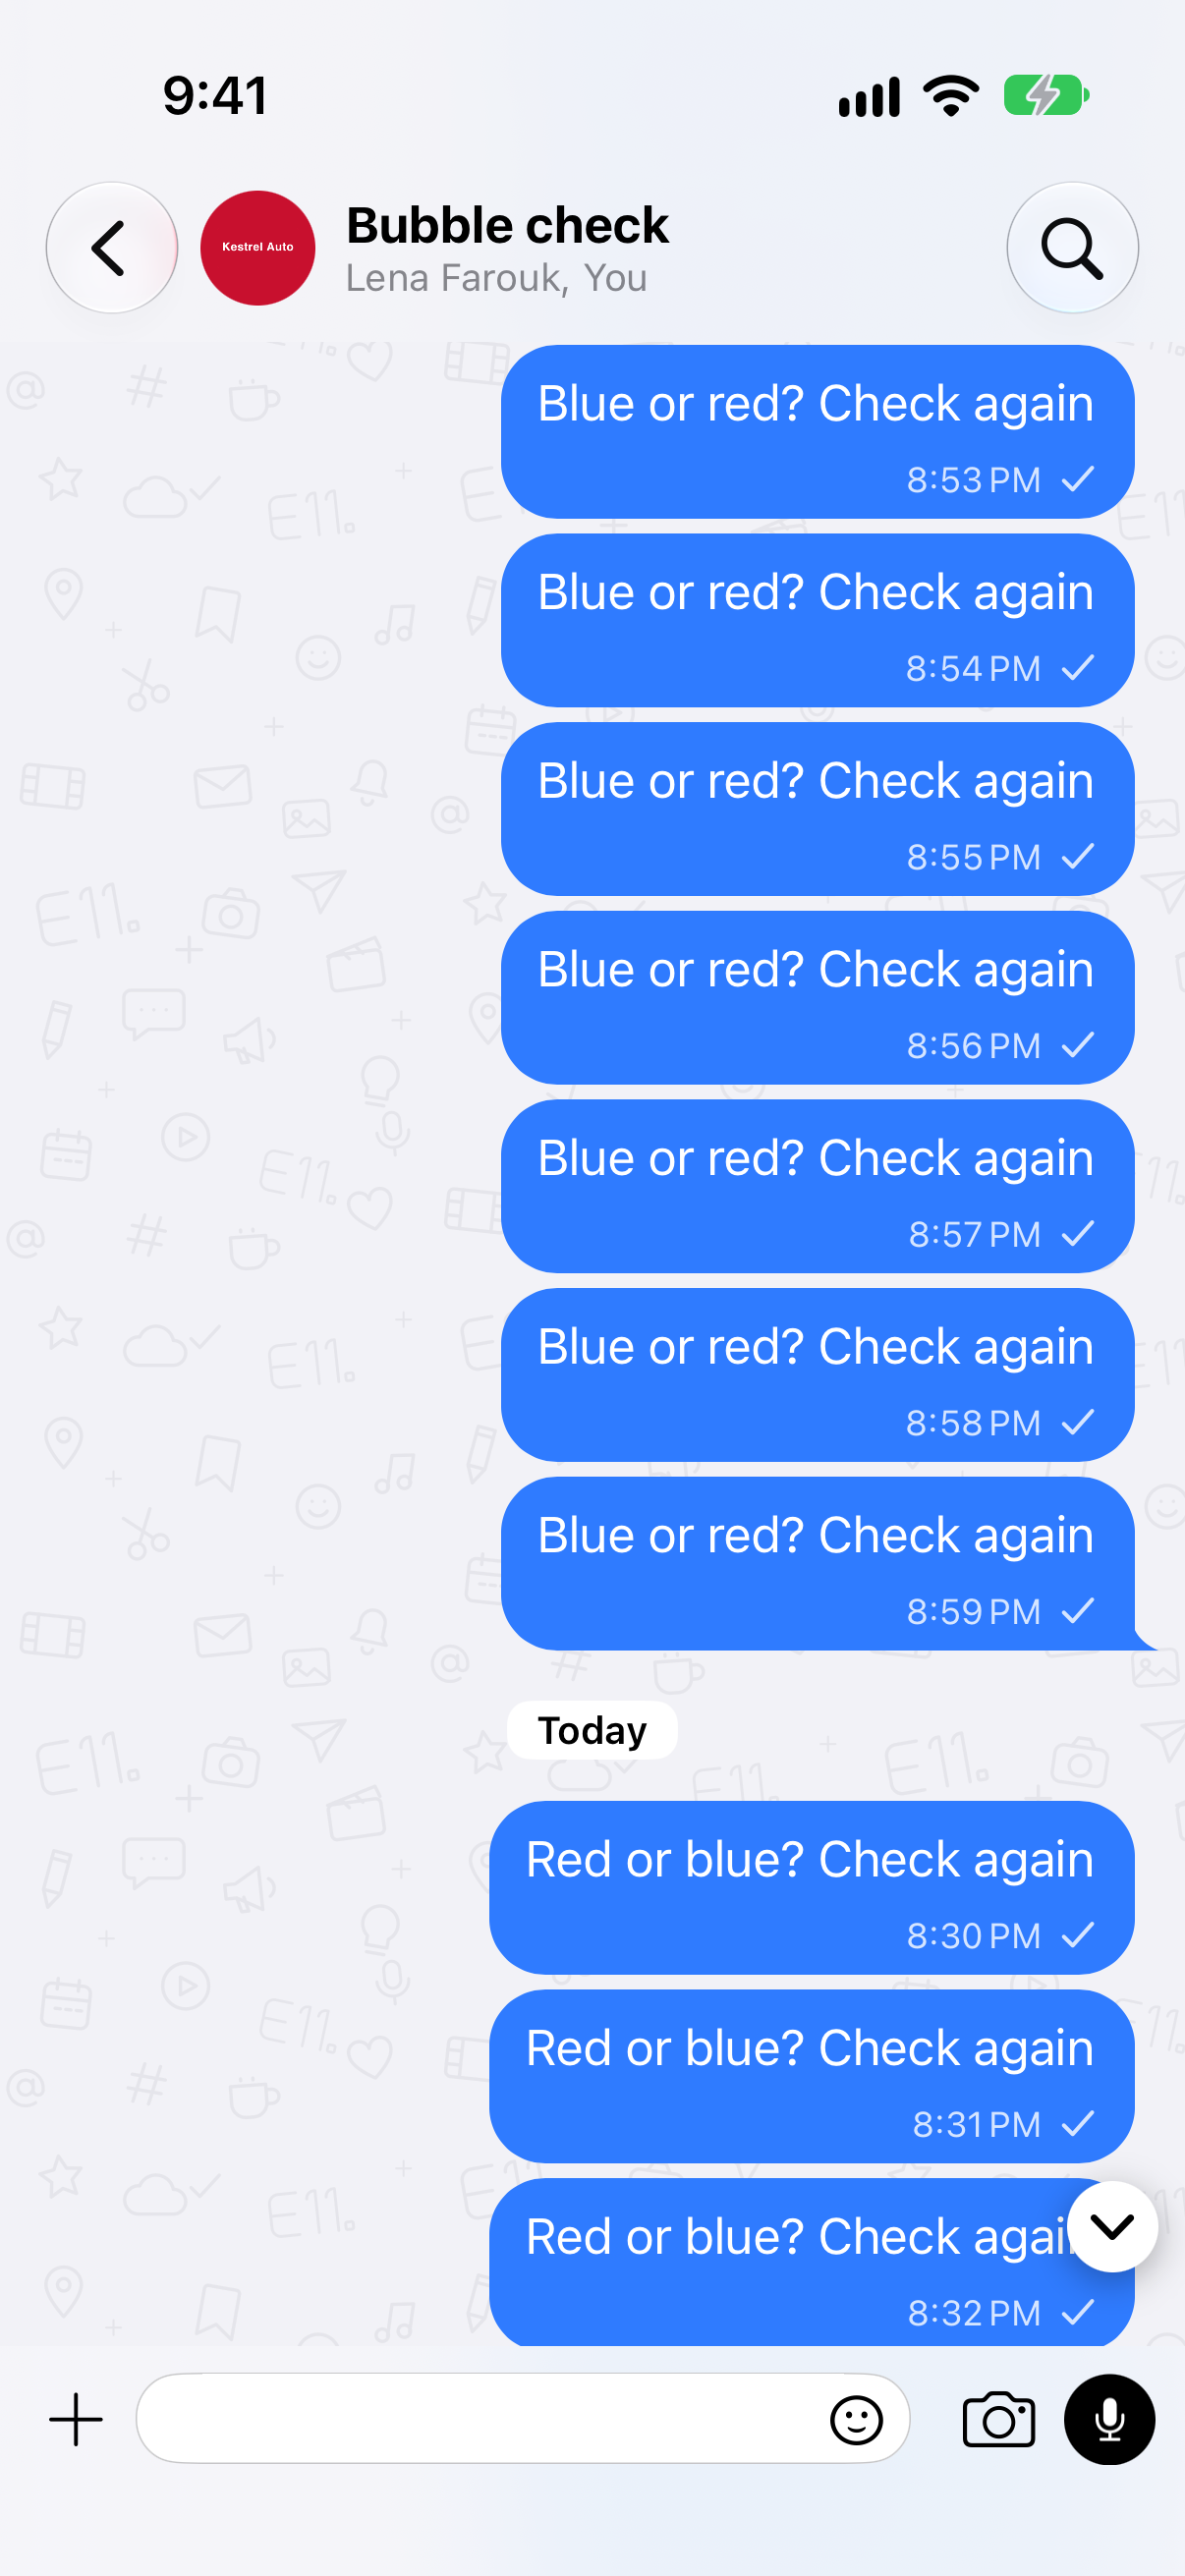 9:41
Kestrel Auto
Bubble check
Lena Farouk, You
Blue or red? Check again
8:53 PM
Blue or red? Check again
8:54 PM
Blue or red? Check again
8:55 PM
Blue or red? Check again
8:56 PM
Blue or red? Check again
8:57 PM
Blue or red? Check again
8:58 PM
Blue or red? Check again
8:59 PM
Today
Red or blue? Check again
8:30 PM
Red or blue? Check again
8:31 PM
Red or blue? Check again
8:32 PM